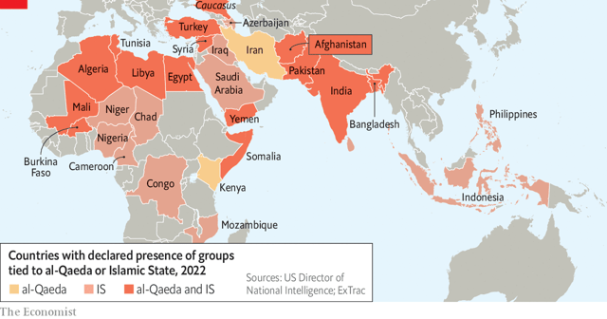 Caucasus
Azerbaijan
Turkey
Tunisia
Syria
Iraq
Iran
Afghanistan
Algeria
Libya
Egypt
Saudi
Arabia
Pakistan
India
Mali
Niger
Chad
Yemen
Bangladesh
Philippines
Nigeria
Burkina
Faso
Cameroon
Somalia
Congo
Kenya
Indonesia
Mozambique
Countries with declared presence of groups
tied to al-Qaeda or Islamic State, 2022
al-Qaeda IS al-Qaeda and IS
Sources: US Director of
National Intelligence; ExTrac
The Economist